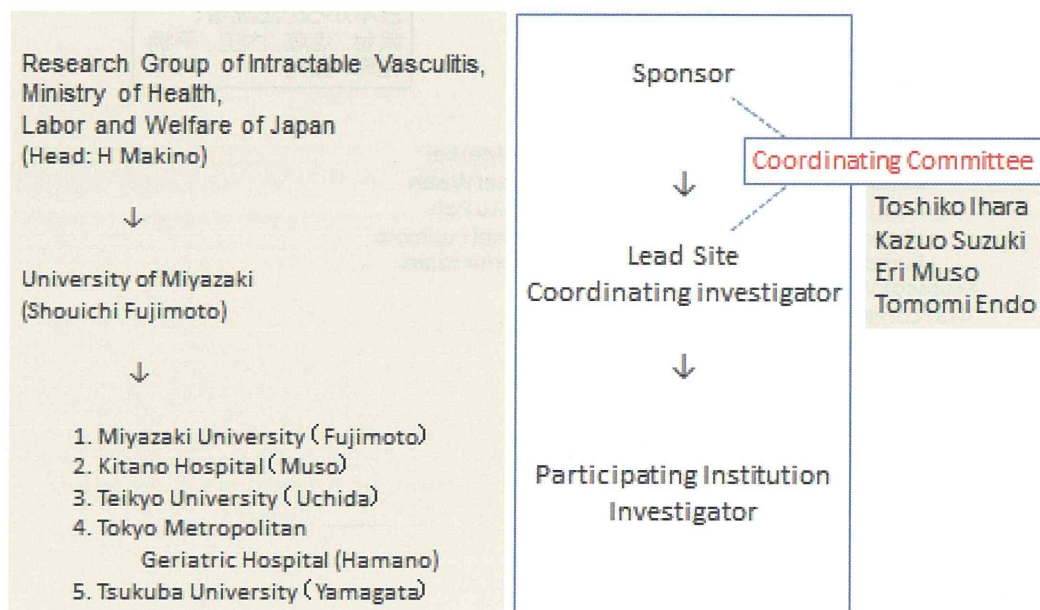 Research Group of Intractable Vasculitis,
Ministry of Health,
Labor and Welfare of Japan
(Head: H Makino)
↓
University of Miyazaki
(Shouichi Fujimoto)
↓
1. Miyazaki University (Fujimoto)
2. Kitano Hospital (Muso)
3. Teikyo University (Uchida)
4. Tokyo Metropolitan
Geriatric Hospital (Hamano)
5. Tsukuba University (Yamagata)
Sponsor
↓
Lead Site
Coordinating investigator
↓
Participating Institution
Investigator
Coordinating Committee
Toshiko Ihara
Kazuo Suzuki
Eri Muso
Tomomi Endo